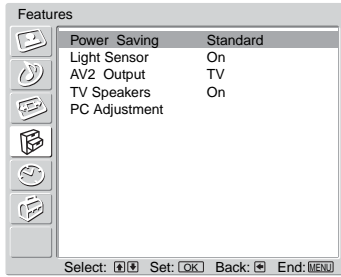 Features
Power Saving Standard
Light Sensor On
AV2 Output TV
TV Speakers On
PC Adjustment
Select: Set: OK Back: End: MENU